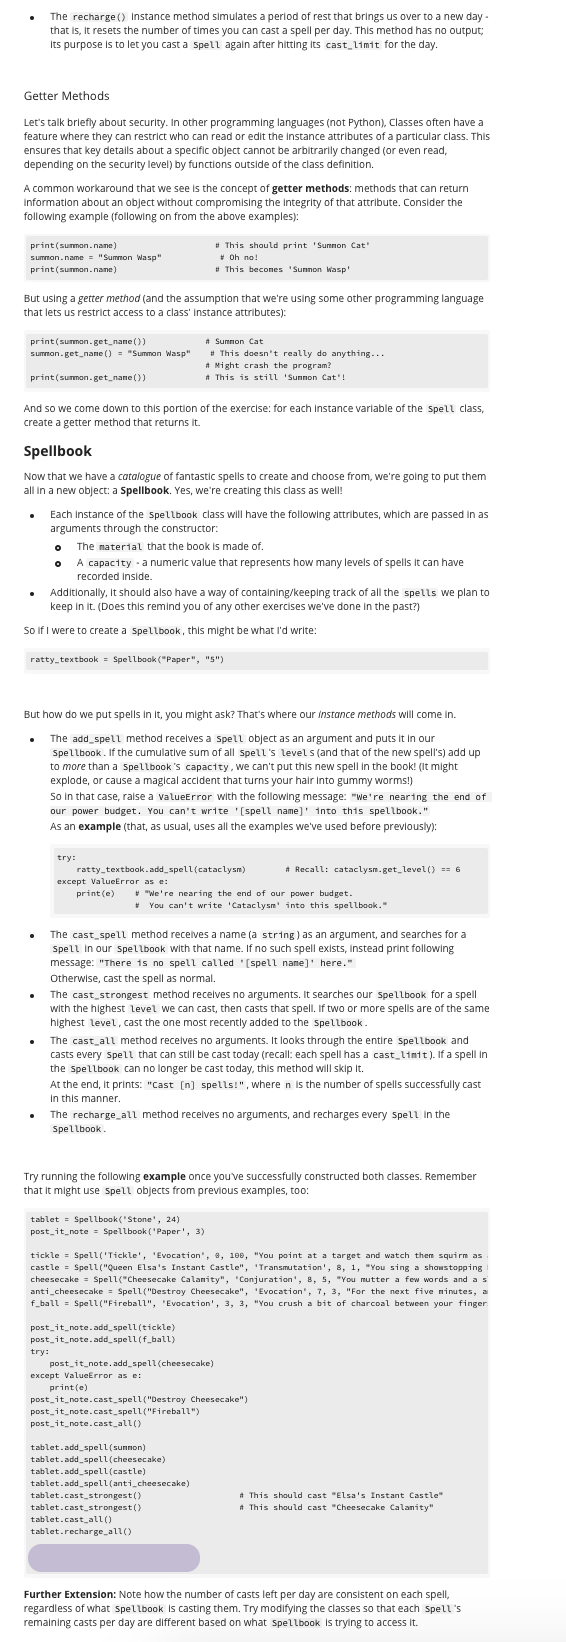 The recharge() instance method simulates a period of rest that brings us over to a new day -
that is, it resets the number of times you can cast a spell per day. This method has no output;
its purpose is to let you cast a Spell again after hitting its cast_limit for the day.
Getter Methods
Let's talk briefly about security. In other programming languages (not Python), Classes often have a
feature where they can restrict who can read or edit the instance attributes of a particular class. This
ensures that key details about a specific object cannot be arbitrarily changed (or even read,
depending on the security level) by functions outside of the class definition.
A common workaround that we see is the concept of getter methods: methods that can return
information about an object without compromising the integrity of that attribute. Consider the
following example (following on from the above examples):
print(summon.name) # This should print 'Summon Cat'
summon.name = "Summon Wasp" # Oh no!
print(summon.name) # This becomes 'Summon Wasp'
But using a getter method (and the assumption that we're using some other programming language
that lets us restrict access to a class' instance attributes):
print(summon.get_name()) # Summon Cat
summon.get_name() = "Summon Wasp" # This doesn't really do anything...
# Might crash the program?
print(summon.get_name()) # This is still 'Summon Cat'!
And so we come down to this portion of the exercise: for each instance variable of the Spell class,
create a getter method that returns it.
Spellbook
Now that we have a catalogue of fantastic spells to create and choose from, we're going to put them
all in a new object: a Spellbook. Yes, we're creating this class as well!
Each instance of the Spellbook class will have the following attributes, which are passed in as
arguments through the constructor:
The material that the book is made of.
A capacity - a numeric value that represents how many levels of spells it can have
recorded inside.
Additionally, it should also have a way of containing/keeping track of all the spells we plan to
keep in it. (Does this remind you of any other exercises we've done in the past?)
So if I were to create a Spellbook, this might be what I'd write:
ratty_textbook = Spellbook("Paper", "5")
But how do we put spells in it, you might ask? That's where our instance methods will come in.
The add_spell method receives a Spell object as an argument and puts it in our
Spellbook. If the cumulative sum of all Spell's levels (and that of the new spell's) add up
to more than a Spellbook's capacity, we can't put this new spell in the book! (It might
explode, or cause a magical accident that turns your hair into gummy worms!)
So in that case, raise a ValueError with the following message: "We're nearing the end of
our power budget. You can't write '[spell name]' into this spellbook."
As an example (that, as usual, uses all the examples we've used before previously):
try:
ratty_textbook.add_spell(cataclysm) # Recall: cataclysm.get_level() == 6
except ValueError as e:
print(e) # "We're nearing the end of our power budget.
# You can't write 'Cataclysm' into this spellbook."
The cast_spell method receives a name (a string) as an argument, and searches for a
Spell in our Spellbook with that name. If no such spell exists, instead print following
message: "There is no spell called '[spell name]' here."
Otherwise, cast the spell as normal.
The cast_strongest method receives no arguments. It searches our Spellbook for a spell
with the highest level we can cast, then casts that spell. If two or more spells are of the same
highest level, cast the one most recently added to the Spellbook.
The cast_all method receives no arguments. It looks through the entire Spellbook and
casts every Spell that can still be cast today (recall: each spell has a cast_limit). If a spell in
the Spellbook can no longer be cast today, this method will skip it.
At the end, it prints: "Cast [n] spells!", where n is the number of spells successfully cast
in this manner.
The recharge_all method receives no arguments, and recharges every Spell in the
Spellbook.
Try running the following example once you've successfully constructed both classes. Remember
that it might use Spell objects from previous examples, too:
tablet = Spellbook('Stone', 24)
post_it_note = Spellbook('Paper', 3)
tickle = Spell('Tickle', 'Evocation', 0, 100, "You point at a target and watch them squirm as
castle = Spell("Queen Elsa's Instant Castle", 'Transmutation', 8, 1, "You sing a showstopping
cheesecake = Spell("Cheesecake Calamity", 'Conjuration', 8, 5, "You mutter a few words and a s
anti_cheesecake = Spell("Destroy Cheesecake", 'Evocation', 7, 3, "For the next five minutes, a
f_ball = Spell("Fireball", 'Evocation', 3, 3, "You crush a bit of charcoal between your finger
post_it_note.add_spell(tickle)
post_it_note.add_spell(f_ball)
try:
post_it_note.add_spell(cheesecake)
except ValueError as e:
print(e)
post_it_note.cast_spell("Destroy Cheesecake")
post_it_note.cast_spell("Fireball")
post_it_note.cast_all()
tablet.add_spell(summon)
tablet.add_spell(cheesecake)
tablet.add_spell(castle)
tablet.add_spell(anti_cheesecake)
tablet.cast_strongest() # This should cast "Elsa's Instant Castle"
tablet.cast_strongest() # This should cast "Cheesecake Calamity"
tablet.cast_all()
tablet.recharge_all()
Further Extension: Note how the number of casts left per day are consistent on each spell,
regardless of what Spellbook is casting them. Try modifying the classes so that each Spell's
remaining casts per day are different based on what Spellbook is trying to access it.